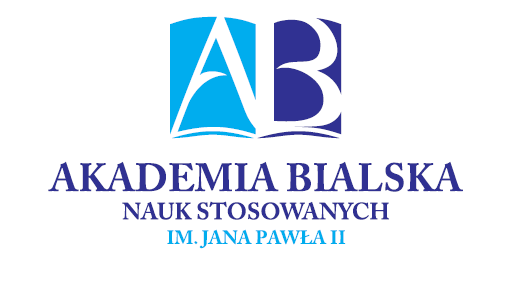 AB
AKADEMIA BIALSKA
NAUK STOSOWANYCH
IM. JANA PAWŁA II